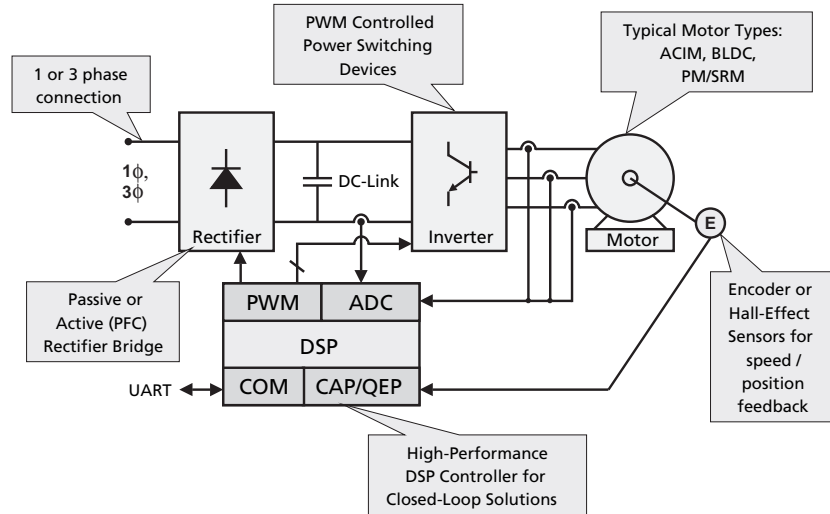 PWM Controlled
Power Switching
Devices
Typical Motor Types:
ACIM, BLDC,
PM/SRM
1 or 3 phase
connection
1ϕ,
3ϕ
DC-Link
Rectifier
Inverter
Motor
E
Passive or
Active (PFC)
Rectifier Bridge
PWM
ADC
DSP
COM
CAP/QEP
UART
Encoder or
Hall-Effect
Sensors for
speed /
position
feedback
High-Performance
DSP Controller for
Closed-Loop Solutions